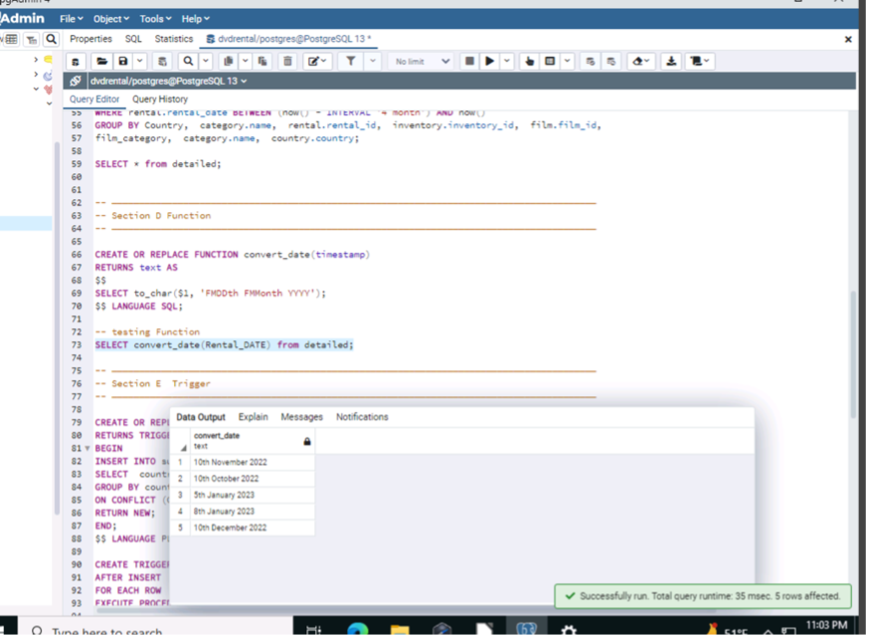 Admin File Object Tools Help
Properties SQL Statistics dvdrental/postgres@PostgreSQL 13 *
No limit
dvdrental/postgres@PostgreSQL 13
Query Editor Query History
55 WHERE rental.rental_date BETWEEN (now() - INTERVAL '4 month') AND now()
56 GROUP BY Country, category.name, rental.rental_id, inventory.inventory_id, film.film_id,
57 film_category, category.name, country.country;
58
59 SELECT * from detailed;
60
61
62 --
63 -- Section D Function
64 --
65
66 CREATE OR REPLACE FUNCTION convert_date(timestamp)
67 RETURNS text AS
68 $$
69 SELECT to_char($1, 'FMDDth FMMonth YYYY');
70 $$ LANGUAGE SQL;
71
72 -- testing Function
73 SELECT convert_date(Rental_DATE) from detailed;
74
75 --
76 -- Section E Trigger
77 --
78
79 CREATE OR REPL
80 RETURNS TRIGG
81 BEGIN
82 INSERT INTO su
83 SELECT count
84 GROUP BY coun
85 ON CONFLICT (
86 RETURN NEW;
87 END;
88 $$ LANGUAGE P
89
90 CREATE TRIGGE
91 AFTER INSERT
92 FOR EACH ROW
93 EXECUTE PROCE
Data Output Explain Messages Notifications
convert_date
text
1 10th November 2022
2 10th October 2022
3 5th January 2023
4 8th January 2023
5 10th December 2022
Successfully run. Total query runtime: 35 msec. 5 rows affected.
Type here to search
51°F
11:03 PM